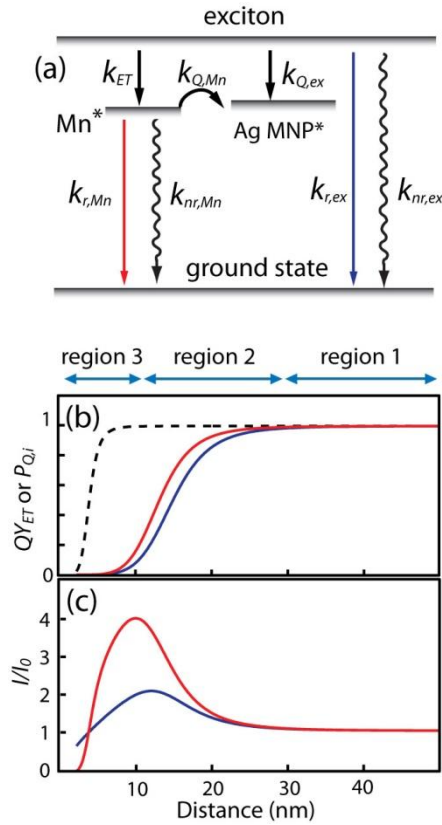 exciton
(a)
k_ET
k_Q,Mn
k_Q,ex
Mn*
Ag MNP*
k_r,Mn
k_nr,Mn
k_r,ex
k_nr,ex
ground state
region 3
region 2
region 1
(b)
QY_ET or P_Q,i
1
0
(c)
I/I_0
4
3
2
1
0
10
20
30
40
Distance (nm)